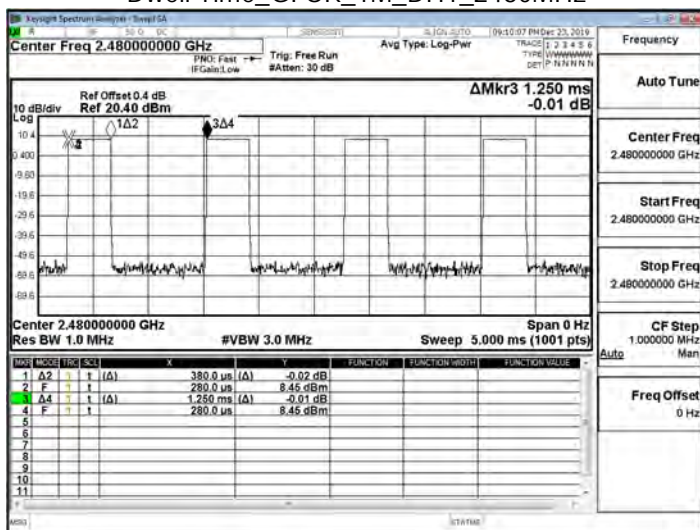 Dwell Time_GFSK_1M_DH1_2480MHz
Keysight Spectrum Analyzer - Swept SA
50 Ω DC
ALIGN AUTO
09:10:07 PM Dec 23, 2019
Center Freq 2.480000000 GHz
PNO: Fast
IFGain:Low
Trig: Free Run
#Atten: 30 dB
Avg Type: Log-Pwr
TRACE 1 2 3 4 5 6
TYPE
DET P N N N N N
Frequency
Ref Offset 0.4 dB
Ref 20.40 dBm
10 dB/div
Log
ΔMkr3 1.250 ms
-0.01 dB
1Δ2
3Δ4
10.4
0.400
-9.60
-19.6
-29.6
-39.6
-49.6
-59.6
-69.6
Center 2.480000000 GHz
Res BW 1.0 MHz
#VBW 3.0 MHz
Span 0 Hz
Sweep 5.000 ms (1001 pts)
MKR MODE TRC SCL X Y FUNCTION FUNCTION WIDTH FUNCTION VALUE
1 Δ2 1 t (Δ) 380.0 us (Δ) -0.02 dB
2 F 1 t 280.0 us 8.45 dBm
3 Δ4 1 t (Δ) 1.250 ms (Δ) -0.01 dB
4 F 1 t 280.0 us 8.45 dBm
5
6
7
8
9
10
11
MSG
STATUS
Auto Tune
Center Freq
2.480000000 GHz
Start Freq
2.480000000 GHz
Stop Freq
2.480000000 GHz
CF Step
1.000000 MHz
Auto Man
Freq Offset
0 Hz